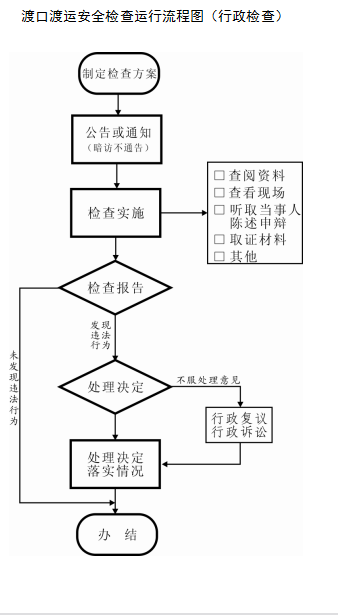 渡口渡运安全检查运行流程图（行政检查）
制定检查方案
公告或通知
（暗访不通告）
检查实施
□ 查阅资料
□ 查看现场
□ 听取当事人
陈述申辩
□ 取证材料
□ 其他
检查报告
发现
违法
行为
未发现违法行为
处理决定
不服处理意见
行政复议
行政诉讼
处理决定
落实情况
办 结